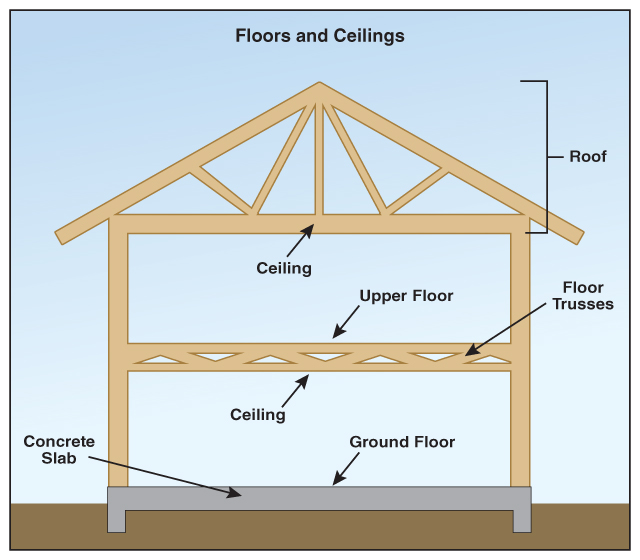 Floors and Ceilings
Roof
Ceiling
Floor
Trusses
Upper Floor
Ceiling
Concrete
Slab
Ground Floor